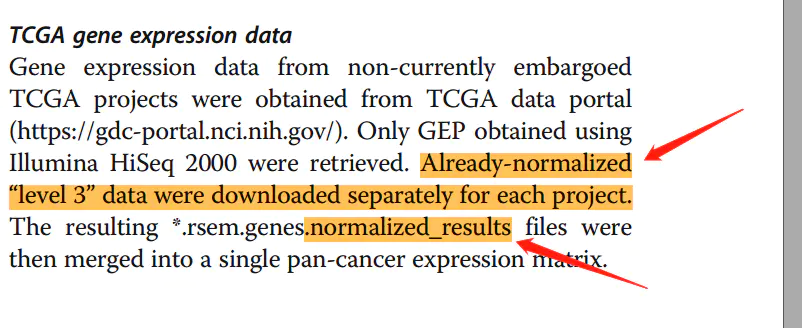 TCGA gene expression data
Gene expression data from non-currently embargoed
TCGA projects were obtained from TCGA data portal
(https://gdc-portal.nci.nih.gov/). Only GEP obtained using
Illumina HiSeq 2000 were retrieved. Already-normalized
“level 3” data were downloaded separately for each project.
The resulting *.rsem.genes.normalized_results files were
then merged into a single pan-cancer expression matrix.